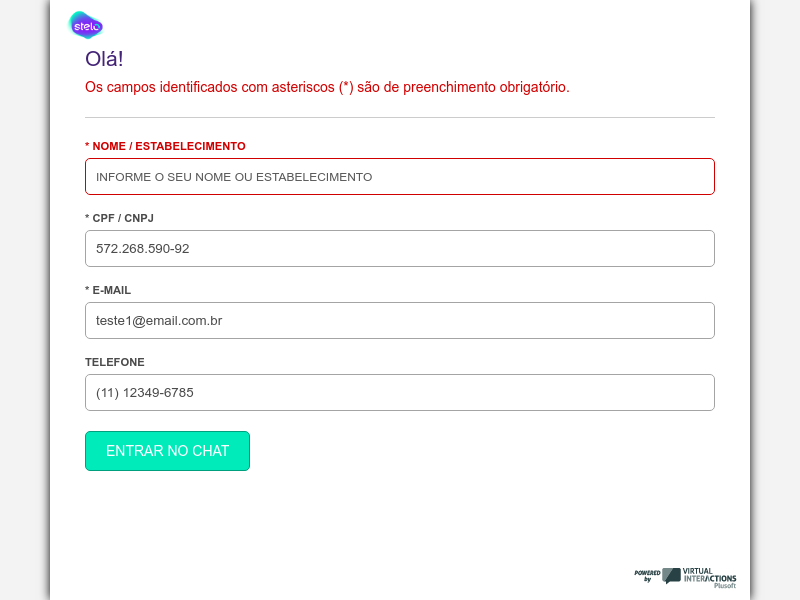 stelo
Olá!
Os campos identificados com asteriscos (*) são de preenchimento obrigatório.
* NOME / ESTABELECIMENTO
INFORME O SEU NOME OU ESTABELECIMENTO
* CPF / CNPJ
572.268.590-92
* E-MAIL
teste1@email.com.br
TELEFONE
(11) 12349-6785
ENTRAR NO CHAT
POWERED by
VIRTUAL
INTERACTIONS
Plusoft